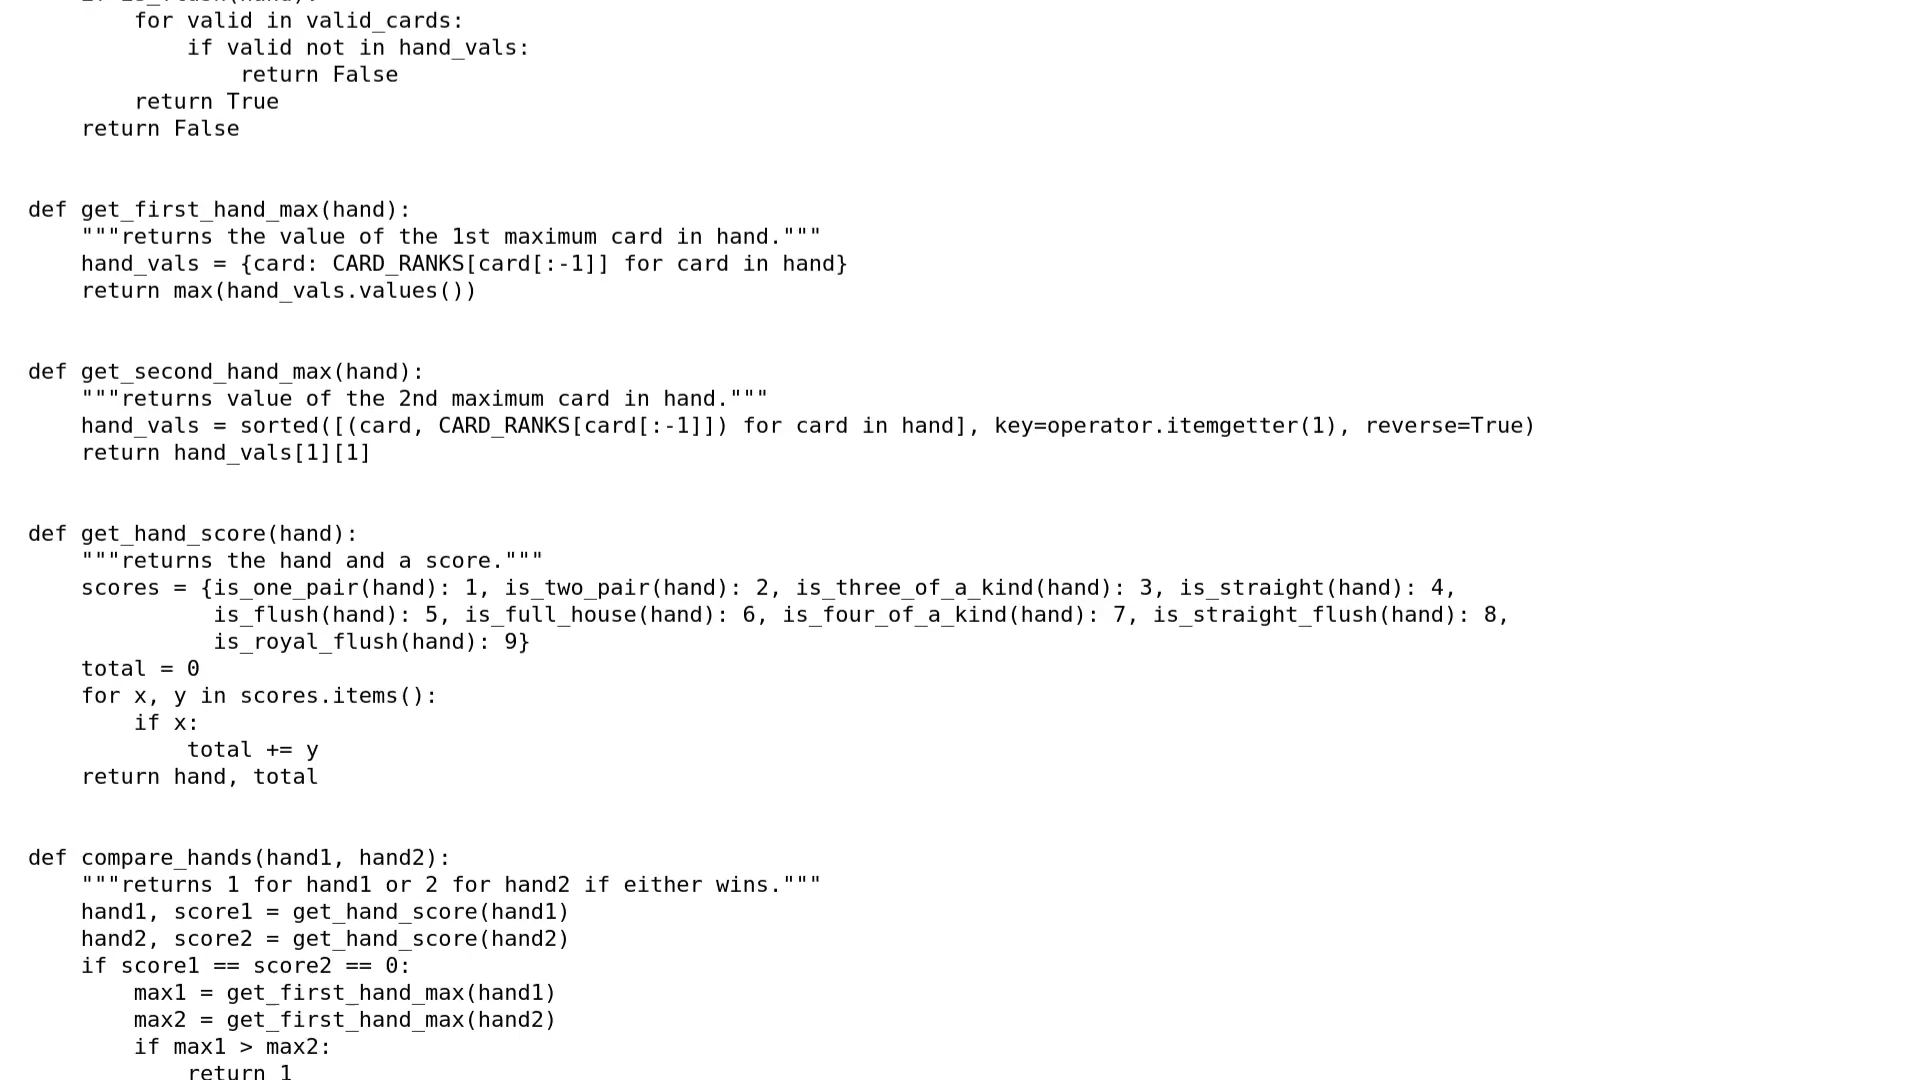 for valid in valid_cards:
if valid not in hand_vals:
return False
return True
return False
def get_first_hand_max(hand):
"""returns the value of the 1st maximum card in hand."""
hand_vals = {card: CARD_RANKS[card[:-1]] for card in hand}
return max(hand_vals.values())
def get_second_hand_max(hand):
"""returns value of the 2nd maximum card in hand."""
hand_vals = sorted([(card, CARD_RANKS[card[:-1]]) for card in hand], key=operator.itemgetter(1), reverse=True)
return hand_vals[1][1]
def get_hand_score(hand):
"""returns the hand and a score."""
scores = {is_one_pair(hand): 1, is_two_pair(hand): 2, is_three_of_a_kind(hand): 3, is_straight(hand): 4,
is_flush(hand): 5, is_full_house(hand): 6, is_four_of_a_kind(hand): 7, is_straight_flush(hand): 8,
is_royal_flush(hand): 9}
total = 0
for x, y in scores.items():
if x:
total += y
return hand, total
def compare_hands(hand1, hand2):
"""returns 1 for hand1 or 2 for hand2 if either wins."""
hand1, score1 = get_hand_score(hand1)
hand2, score2 = get_hand_score(hand2)
if score1 == score2 == 0:
max1 = get_first_hand_max(hand1)
max2 = get_first_hand_max(hand2)
if max1 > max2:
return 1